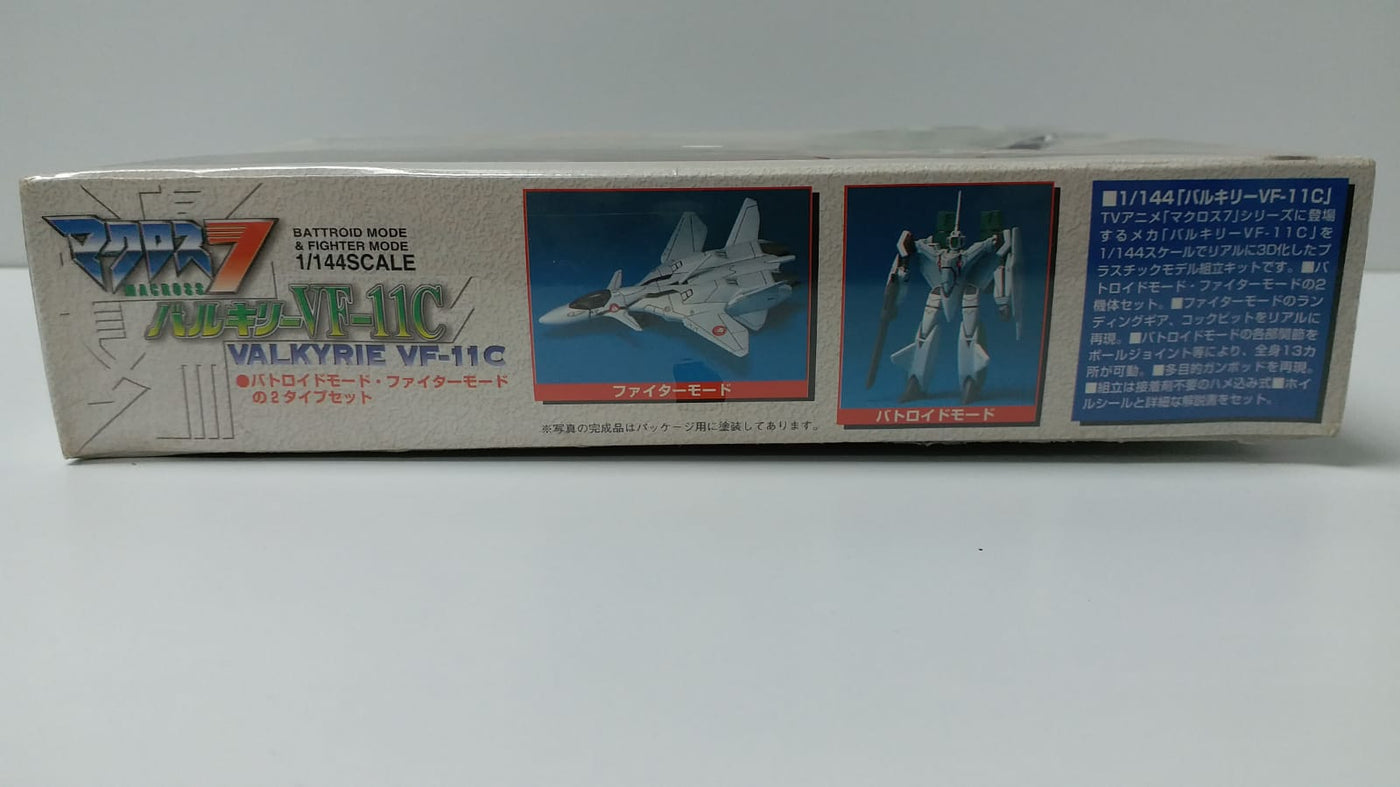 マクロス7
MACROSS
BATTROID MODE
& FIGHTER MODE
1/144SCALE
バルキリーVF-11C
VALKYRIE VF-11C
●バトロイドモード・ファイターモード
の2タイプセット
ファイターモード
※写真の完成品はパッケージ用に塗装してあります。
バトロイドモード
■1/144「バルキリーVF-11C」
TVアニメ「マクロス7」シリーズに登場
するメカ「バルキリーVF-11C」を
1/144スケールでリアルに3D化したプ
ラスチックモデル組立キットです。■バ
トロイドモード・ファイターモードの2
機体セット。■ファイターモードのラン
ディングギア、コックピットをリアルに
再現。■バトロイドモードの各部関節を
ボールジョイント等により、全身13カ
所が可動。■多目的ガンポッドを再現。
■組立は接着剤不要のハメ込み式■ホイ
ルシールと詳細な解説書をセット。